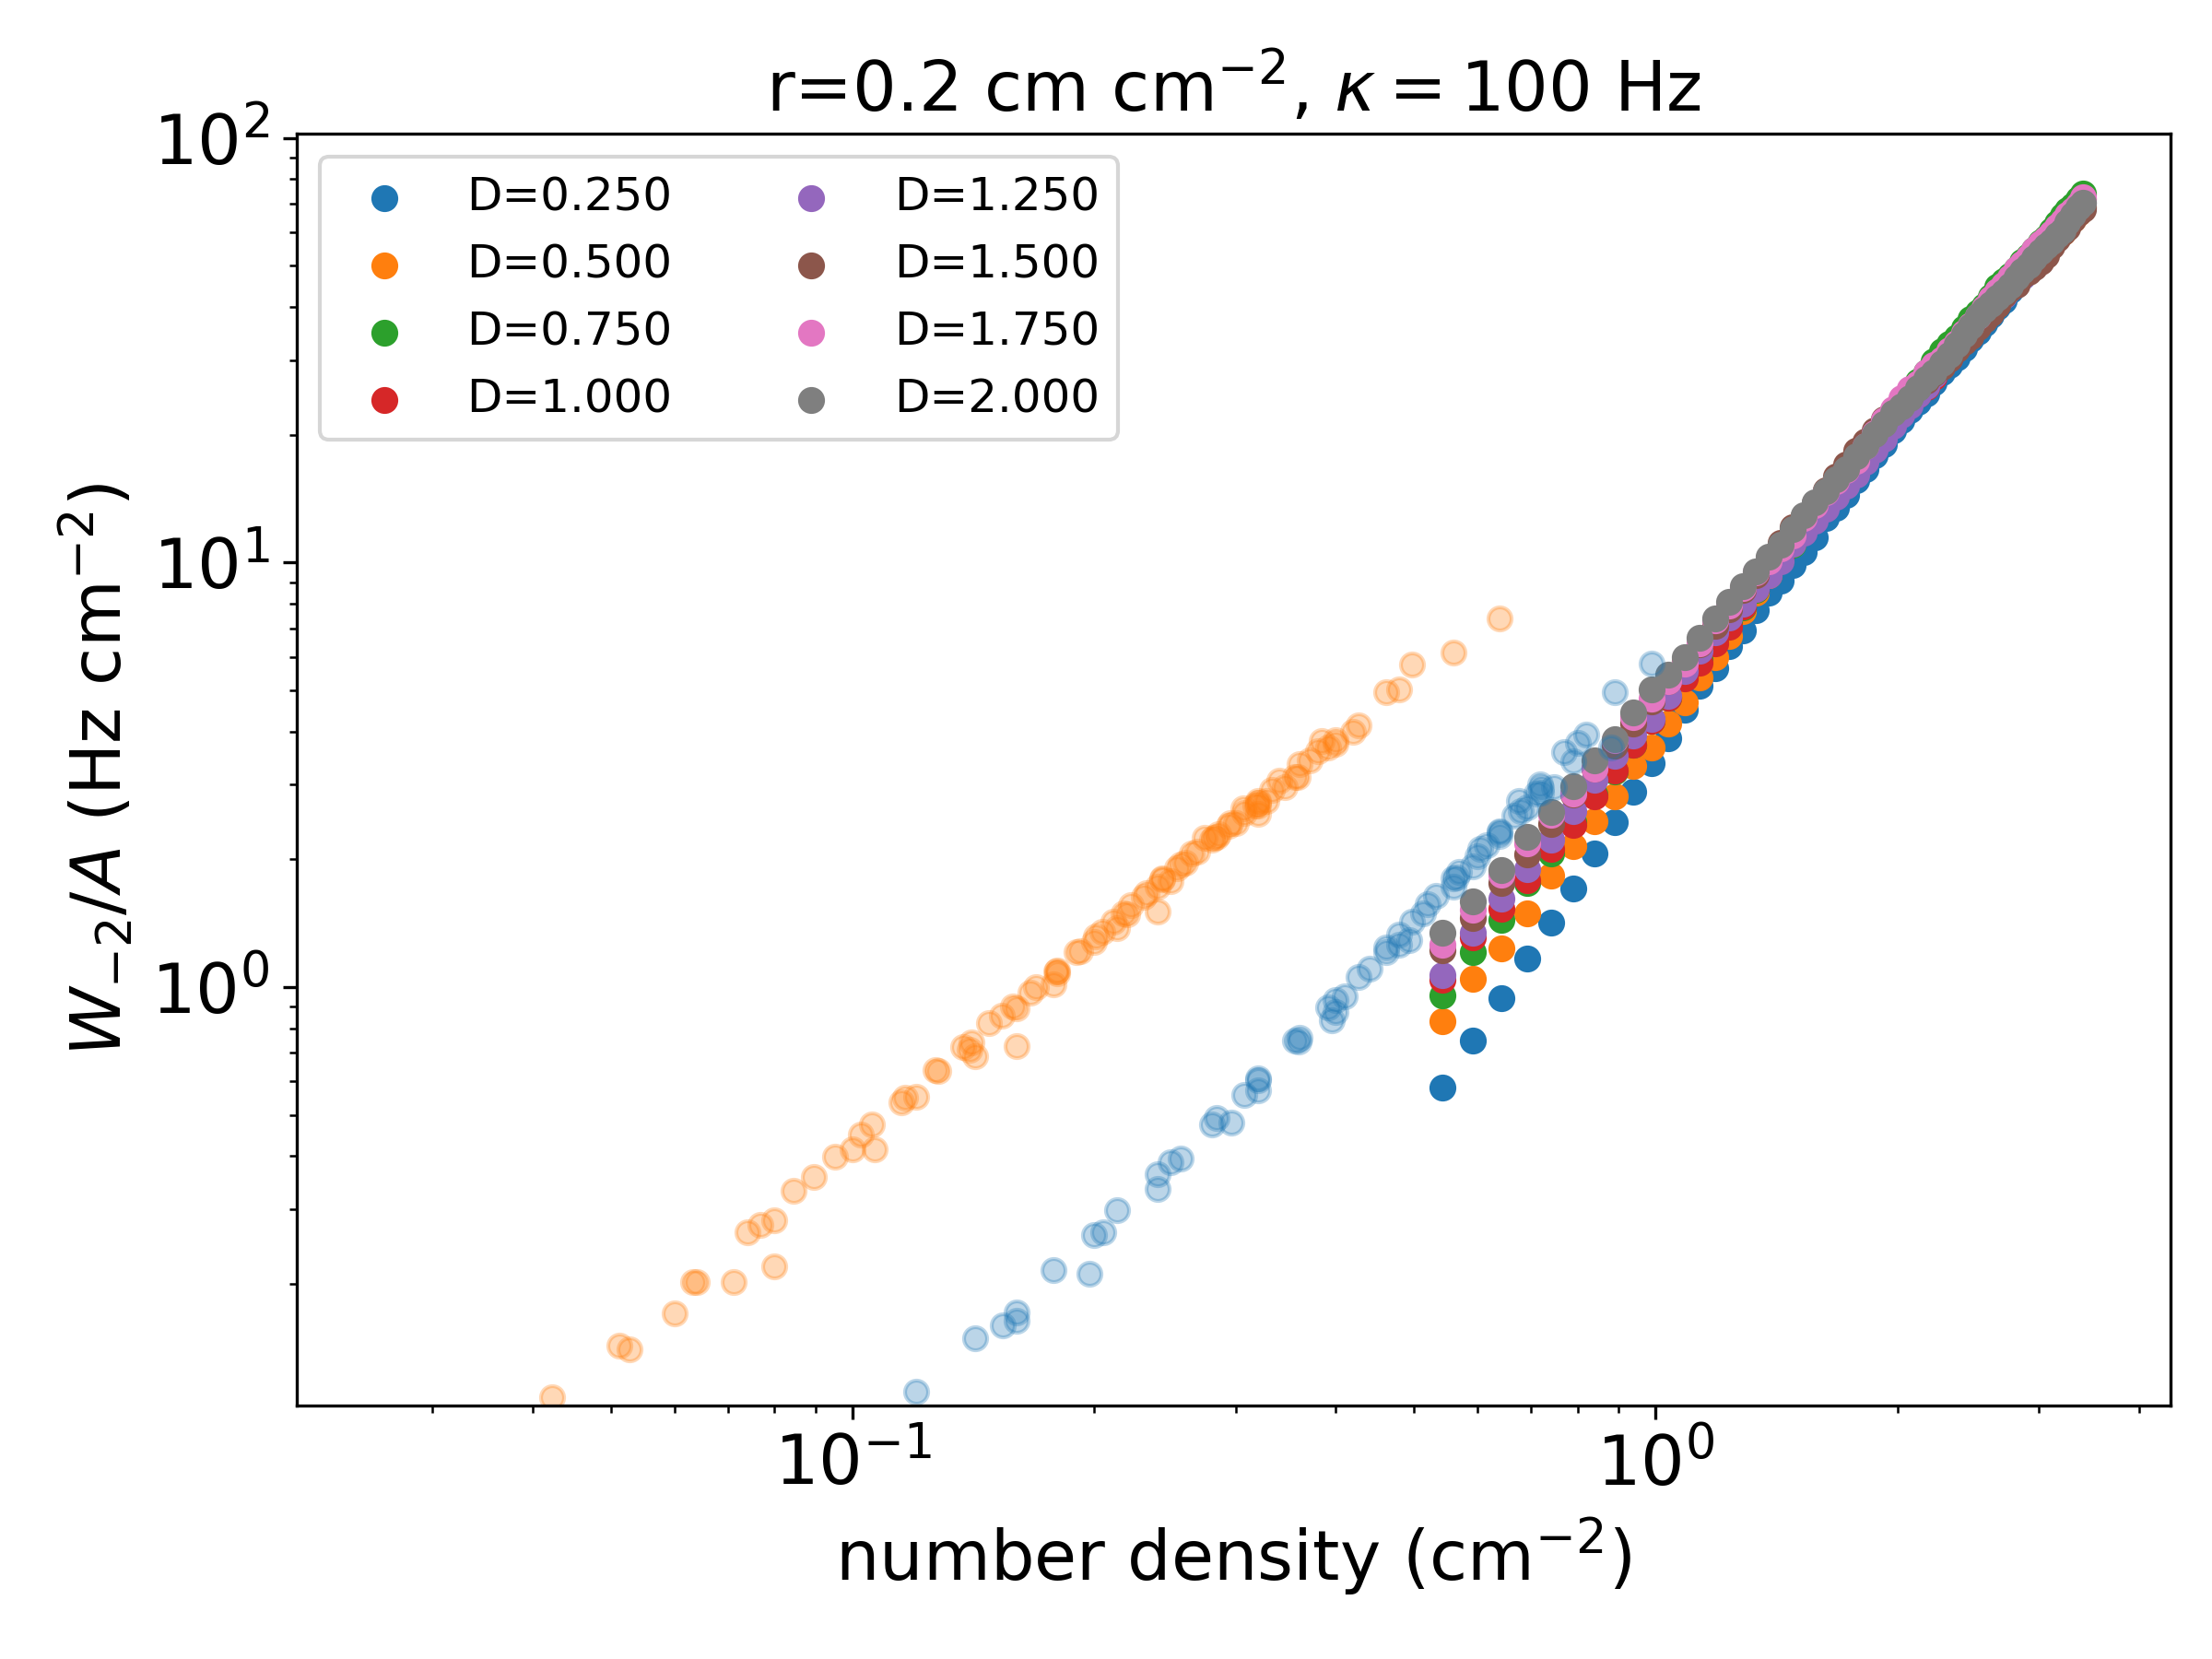 r=0.2 cm cm⁻², κ = 100 Hz
10²
10¹
10⁰
W₋₂/A (Hz cm⁻²)
D=0.250
D=0.500
D=0.750
D=1.000
D=1.250
D=1.500
D=1.750
D=2.000
10⁻¹
10⁰
number density (cm⁻²)